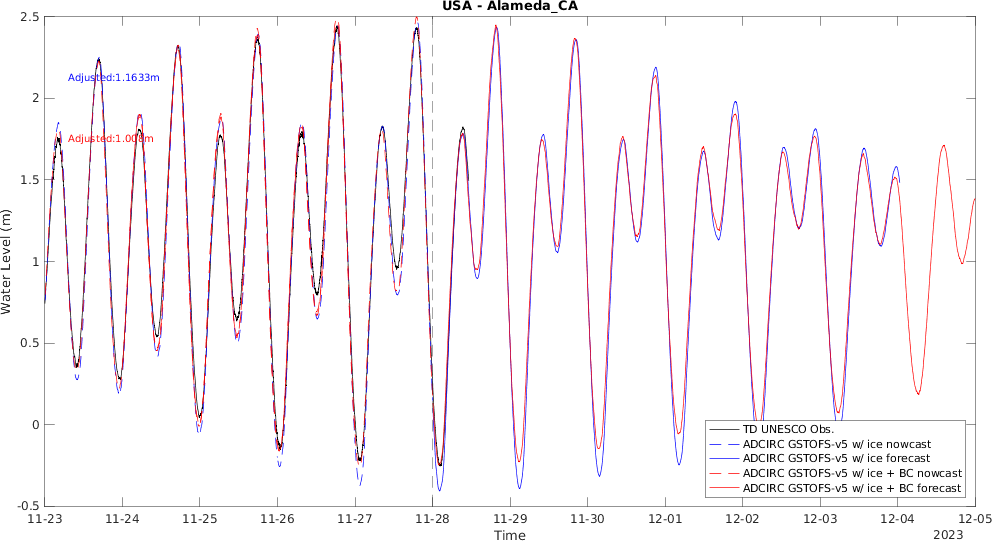 USA - Alameda_CA
2.5
2
1.5
1
0.5
0
-0.5
Water Level (m)
Adjusted:1.1633m
TD UNESCO Obs.
ADCIRC GSTOFS-v5 w/ ice nowcast
ADCIRC GSTOFS-v5 w/ ice forecast
ADCIRC GSTOFS-v5 w/ ice + BC nowcast
ADCIRC GSTOFS-v5 w/ ice + BC forecast
11-23 11-24 11-25 11-26 11-27 11-28 11-29 11-30 12-01 12-02 12-03 12-04 12-05
Time
2023